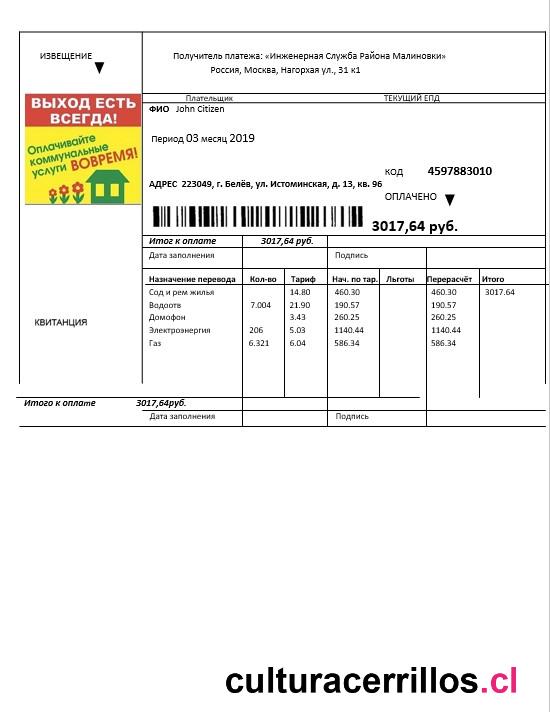 ИЗВЕЩЕНИЕ
Получитель платежа: «Инженерная Служба Района Малиновки»
Россия, Москва, Нагорхая ул., 31 к1
ВЫХОД ЕСТЬ
ВСЕГДА!
Оплачивайте
коммунальные
услуги ВОВРЕМЯ!
Плательщик ТЕКУЩИЙ ЕПД
ФИО John Citizen
Период 03 месяц 2019
КОД 4597883010
АДРЕС 223049, г. Белёв, ул. Истоминская, д. 13, кв. 96
ОПЛАЧЕНО
3017,64 руб.
Итог к оплате 3017,64 руб.
Дата заполнения Подпись
Назначение перевода Кол-во Тариф Нач. по тар. Льготы Перерасчёт Итого
Сод и рем жилья 14.80 460.30 460.30 3017.64
Водоотв 7.004 21.90 190.57 190.57
Домофон 3.43 260.25 260.25
Электроэнергия 206 5.03 1140.44 1140.44
Газ 6.321 6.04 586.34 586.34
КВИТАНЦИЯ
Итого к оплате 3017,64руб.
Дата заполнения Подпись
culturacerrillos.cl